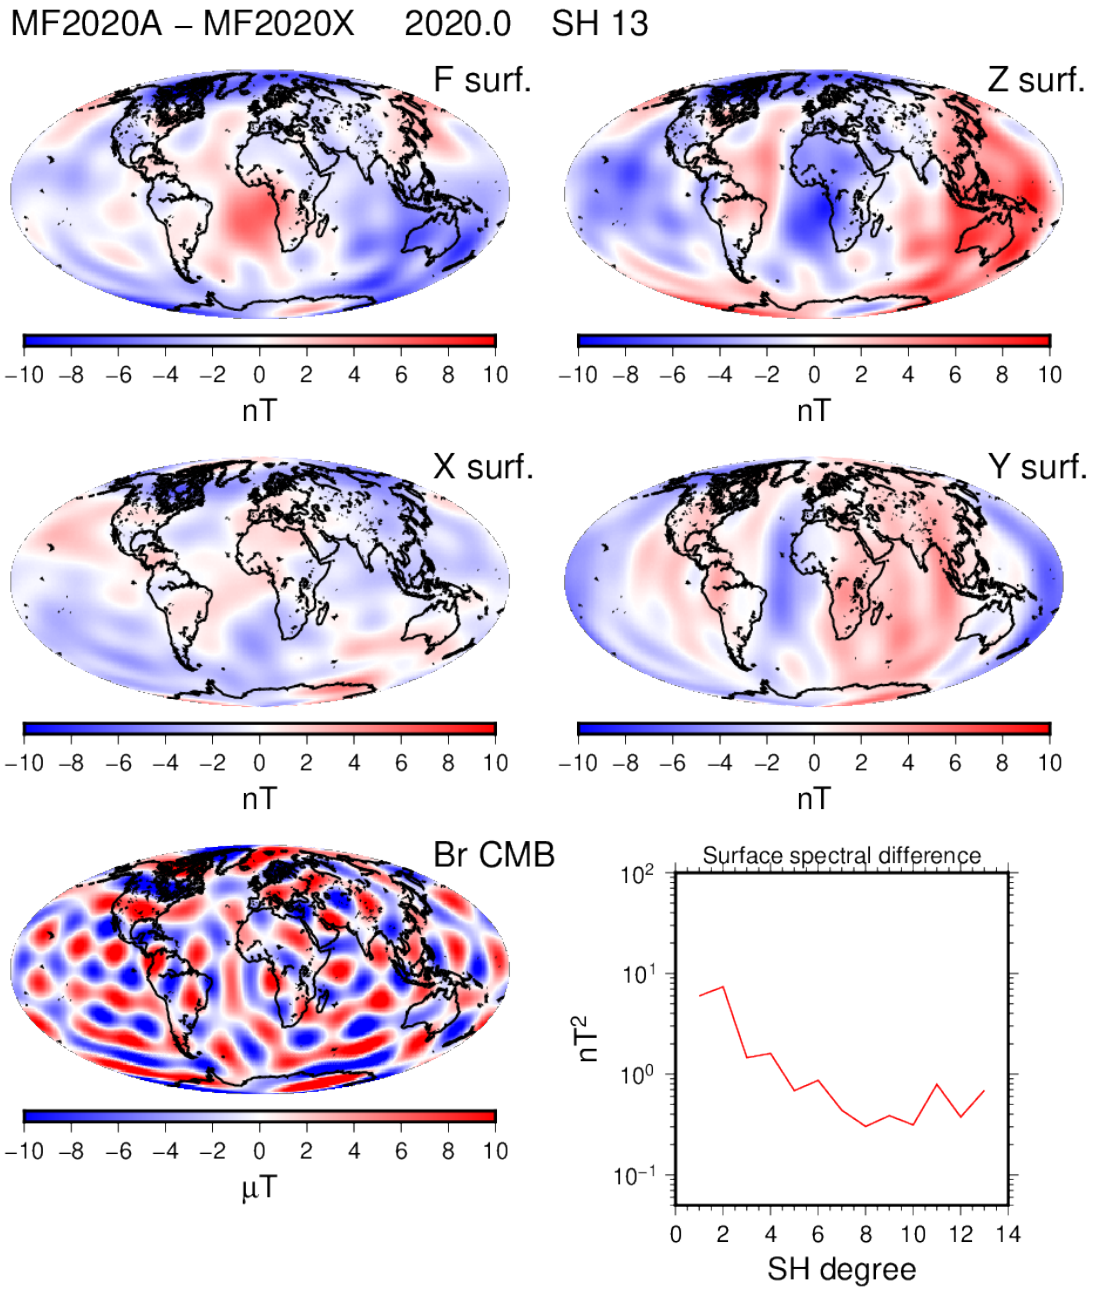 MF2020A − MF2020X 2020.0 SH 13
F surf. Z surf.
−10 −8 −6 −4 −2 0 2 4 6 8 10 −10 −8 −6 −4 −2 0 2 4 6 8 10
nT nT
X surf. Y surf.
−10 −8 −6 −4 −2 0 2 4 6 8 10 −10 −8 −6 −4 −2 0 2 4 6 8 10
nT nT
Br CMB
−10 −8 −6 −4 −2 0 2 4 6 8 10
μT
Surface spectral difference
10²
10¹
10⁰
10⁻¹
nT²
0 2 4 6 8 10 12 14
SH degree